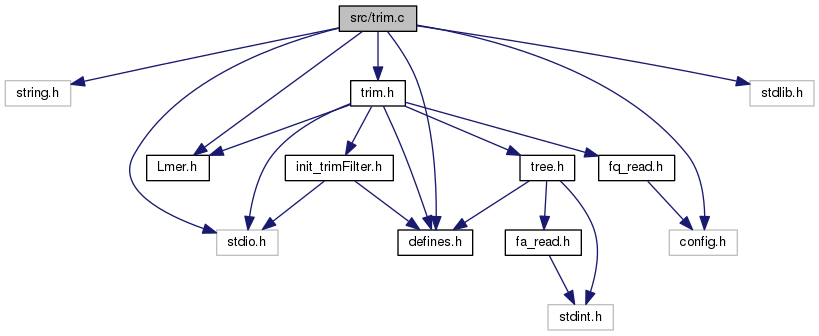 src/trim.c
string.h
trim.h
stdlib.h
Lmer.h
init_trimFilter.h
tree.h
fq_read.h
stdio.h
defines.h
fa_read.h
config.h
stdint.h